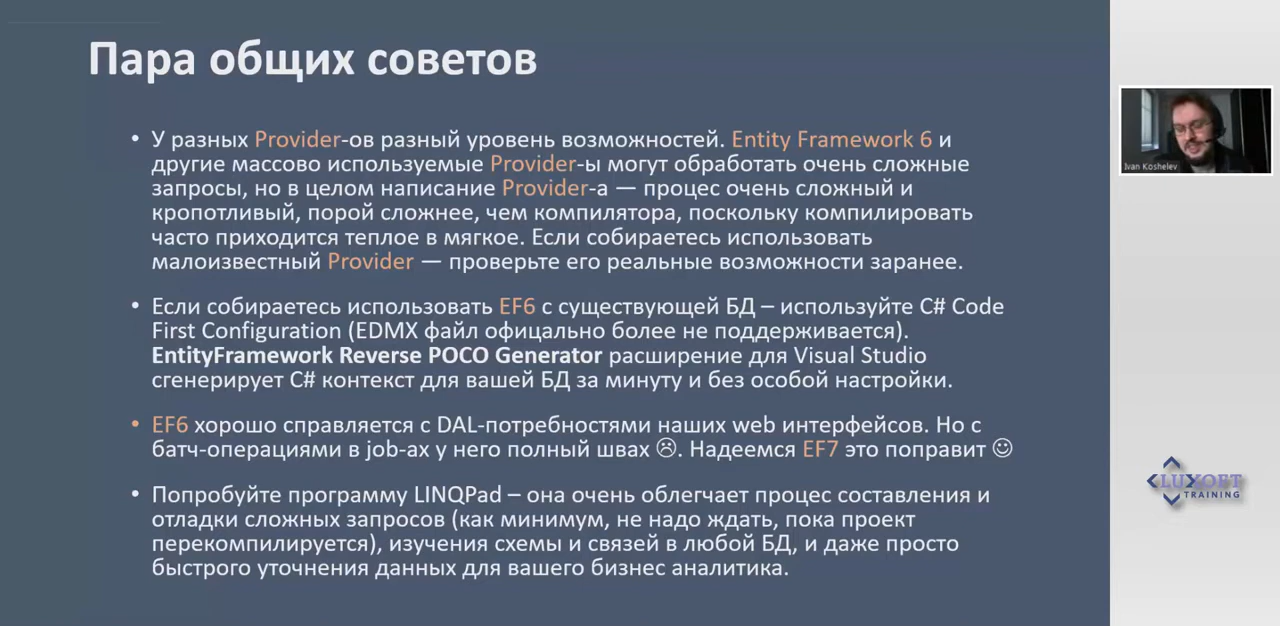 Пара общих советов
• У разных Provider-ов разный уровень возможностей. Entity Framework 6 и
другие массово используемые Provider-ы могут обработать очень сложные
запросы, но в целом написание Provider-а — процес очень сложный и
кропотливый, порой сложнее, чем компилятора, поскольку компилировать
часто приходится теплое в мягкое. Если собираетесь использовать
малоизвестный Provider — проверьте его реальные возможности заранее.
• Если собираетесь использовать EF6 с существующей БД – используйте C# Code
First Configuration (EDMX файл офицально более не поддерживается).
EntityFramework Reverse POCO Generator расширение для Visual Studio
сгенерирует C# контекст для вашей БД за минуту и без особой настройки.
• EF6 хорошо справляется с DAL-потребностями наших web интерфейсов. Но с
батч-операциями в job-ах у него полный швах ☹. Надеемся EF7 это поправит ☺
• Попробуйте программу LINQPad – она очень облегчает процес составления и
отладки сложных запросов (как минимум, не надо ждать, пока проект
перекомпилируется), изучения схемы и связей в любой БД, и даже просто
быстрого уточнения данных для вашего бизнес аналитика.
Ivan Koshelev
LUXOFT
TRAINING